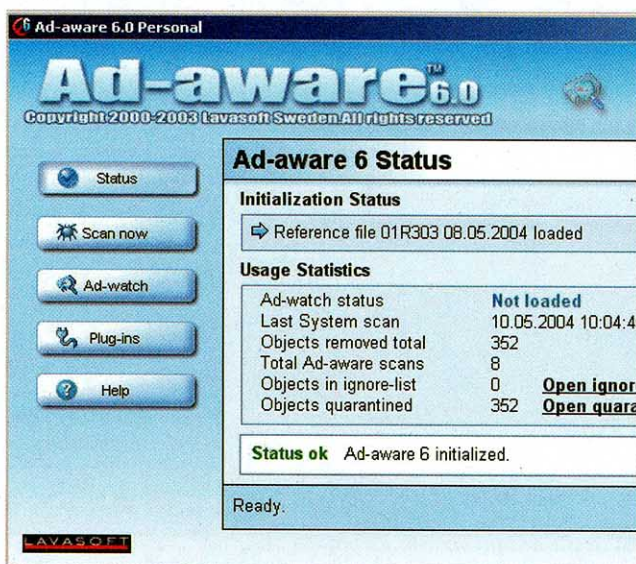 Ad-aware 6.0 Personal
Ad-aware 6.0™
Copyright 2000-2003 Lavasoft Sweden. All rights reserved
Status
Scan now
Ad-watch
Plug-ins
Help
Ad-aware 6 Status
Initialization Status
Reference file 01R303 08.05.2004 loaded
Usage Statistics
Ad-watch status Not loaded
Last System scan 10.05.2004 10:04:4
Objects removed total 352
Total Ad-aware scans 8
Objects in ignore-list 0 Open ignor
Objects quarantined 352 Open quara
Status ok Ad-aware 6 initialized.
Ready.
LAVASOFT